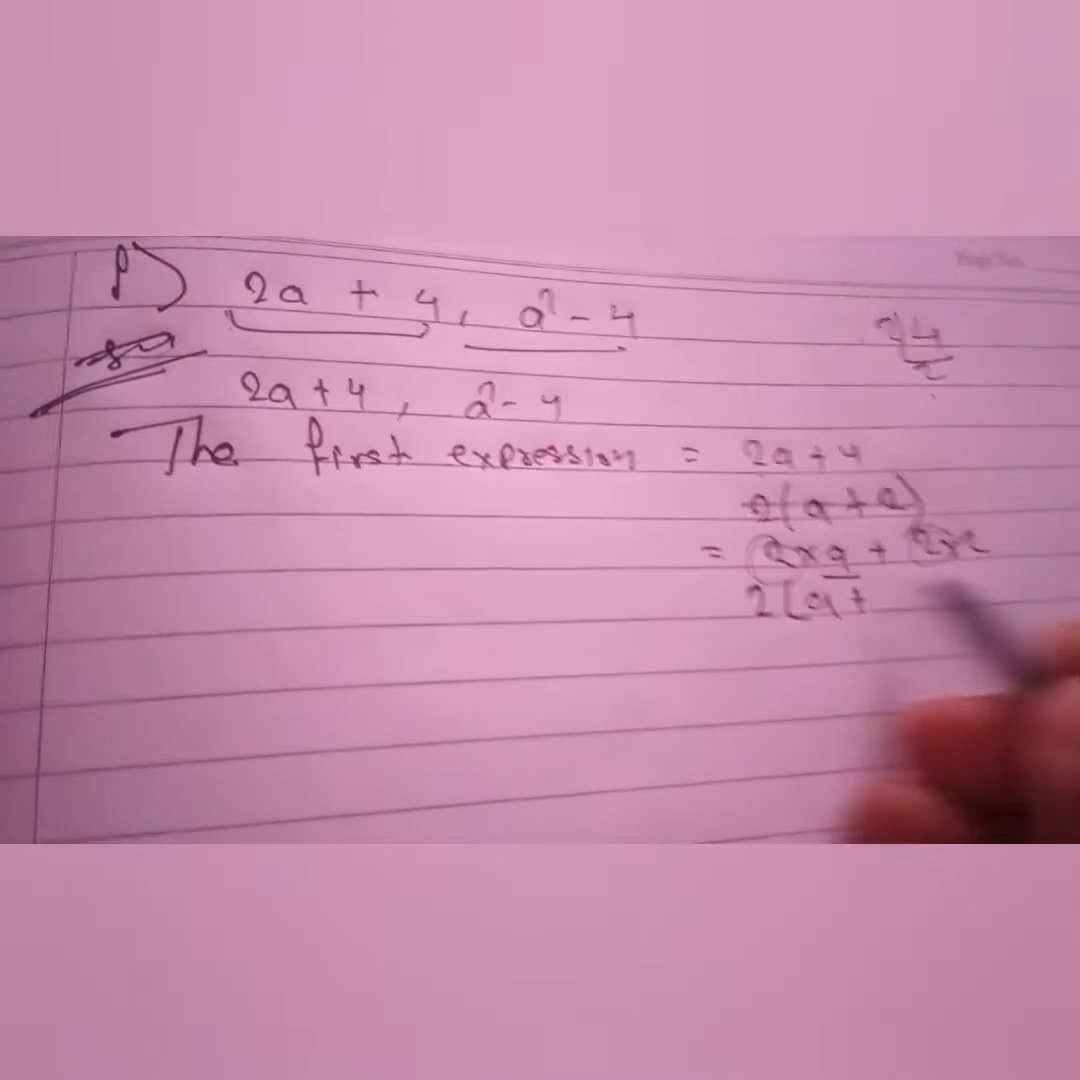 P) 2a + 4, a² - 4
2a + 4, a² - 4
The first expression = 2a + 4
2(a + 2)
= 2×a + 2×2
2(a +